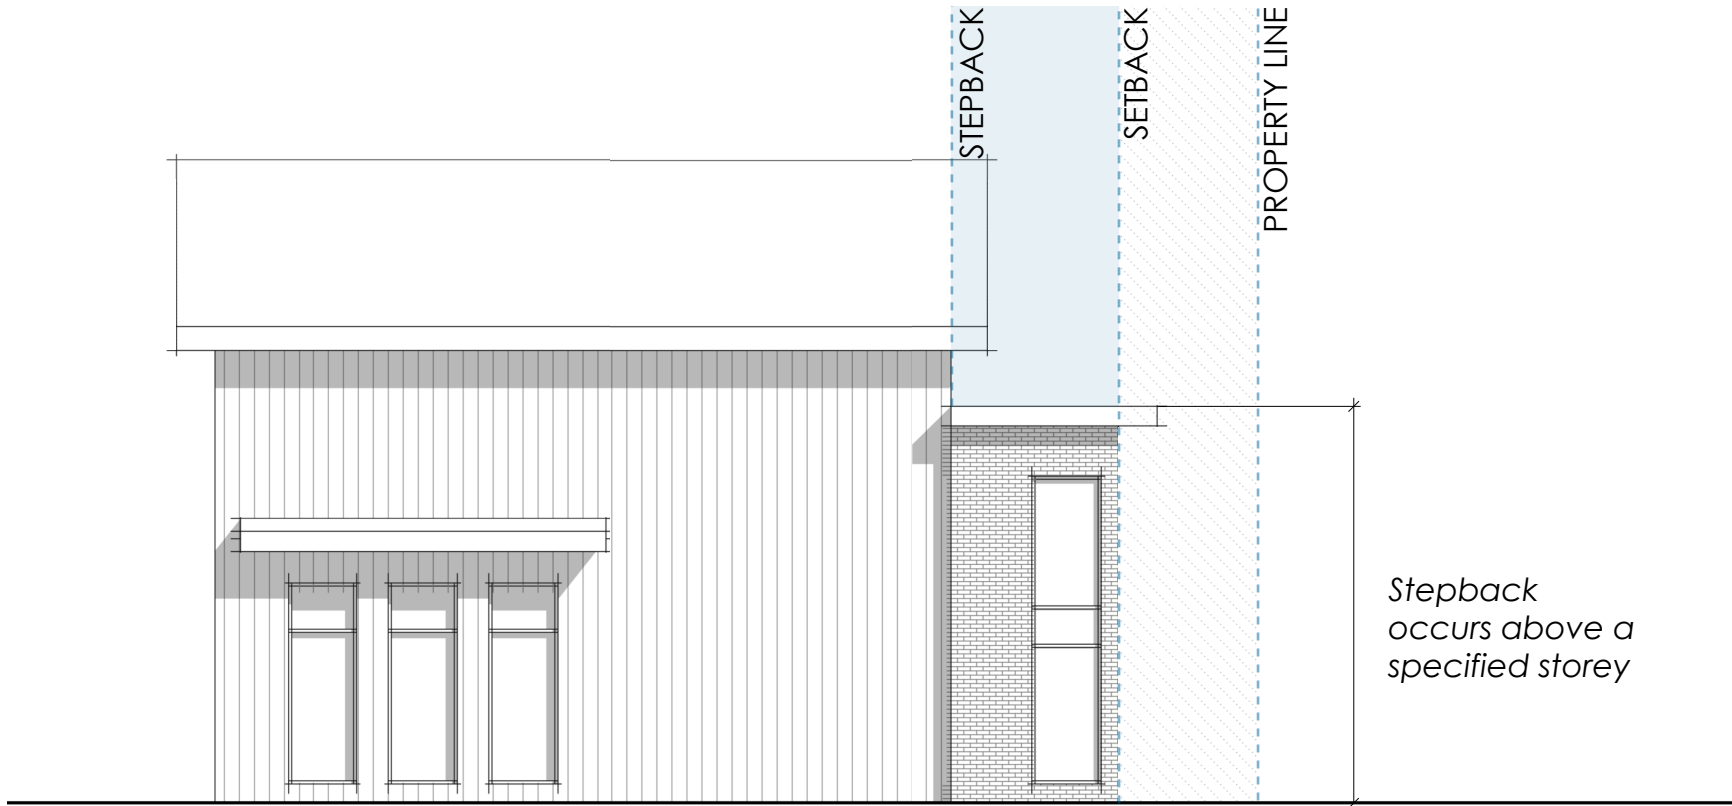 STEPBACK
SETBACK
PROPERTY LINE
Stepback
occurs above a
specified storey